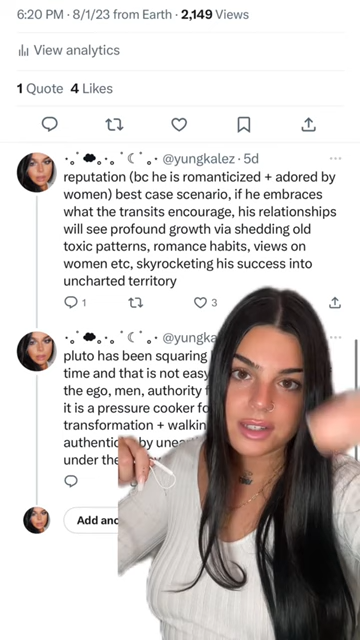 6:20 PM · 8/1/23 from Earth · 2,149 Views
View analytics
1 Quote 4 Likes
@yungkalez · 5d
reputation (bc he is romanticized + adored by
women) best case scenario, if he embraces
what the transits encourage, his relationships
will see profound growth via shedding old
toxic patterns, romance habits, views on
women etc, skyrocketing his success into
uncharted territory
1 3
@yungka
pluto has been squaring
time and that is not easy
the ego, men, authority
it is a pressure cooker fo
transformation + walkin
authentic by
under the
Add ano